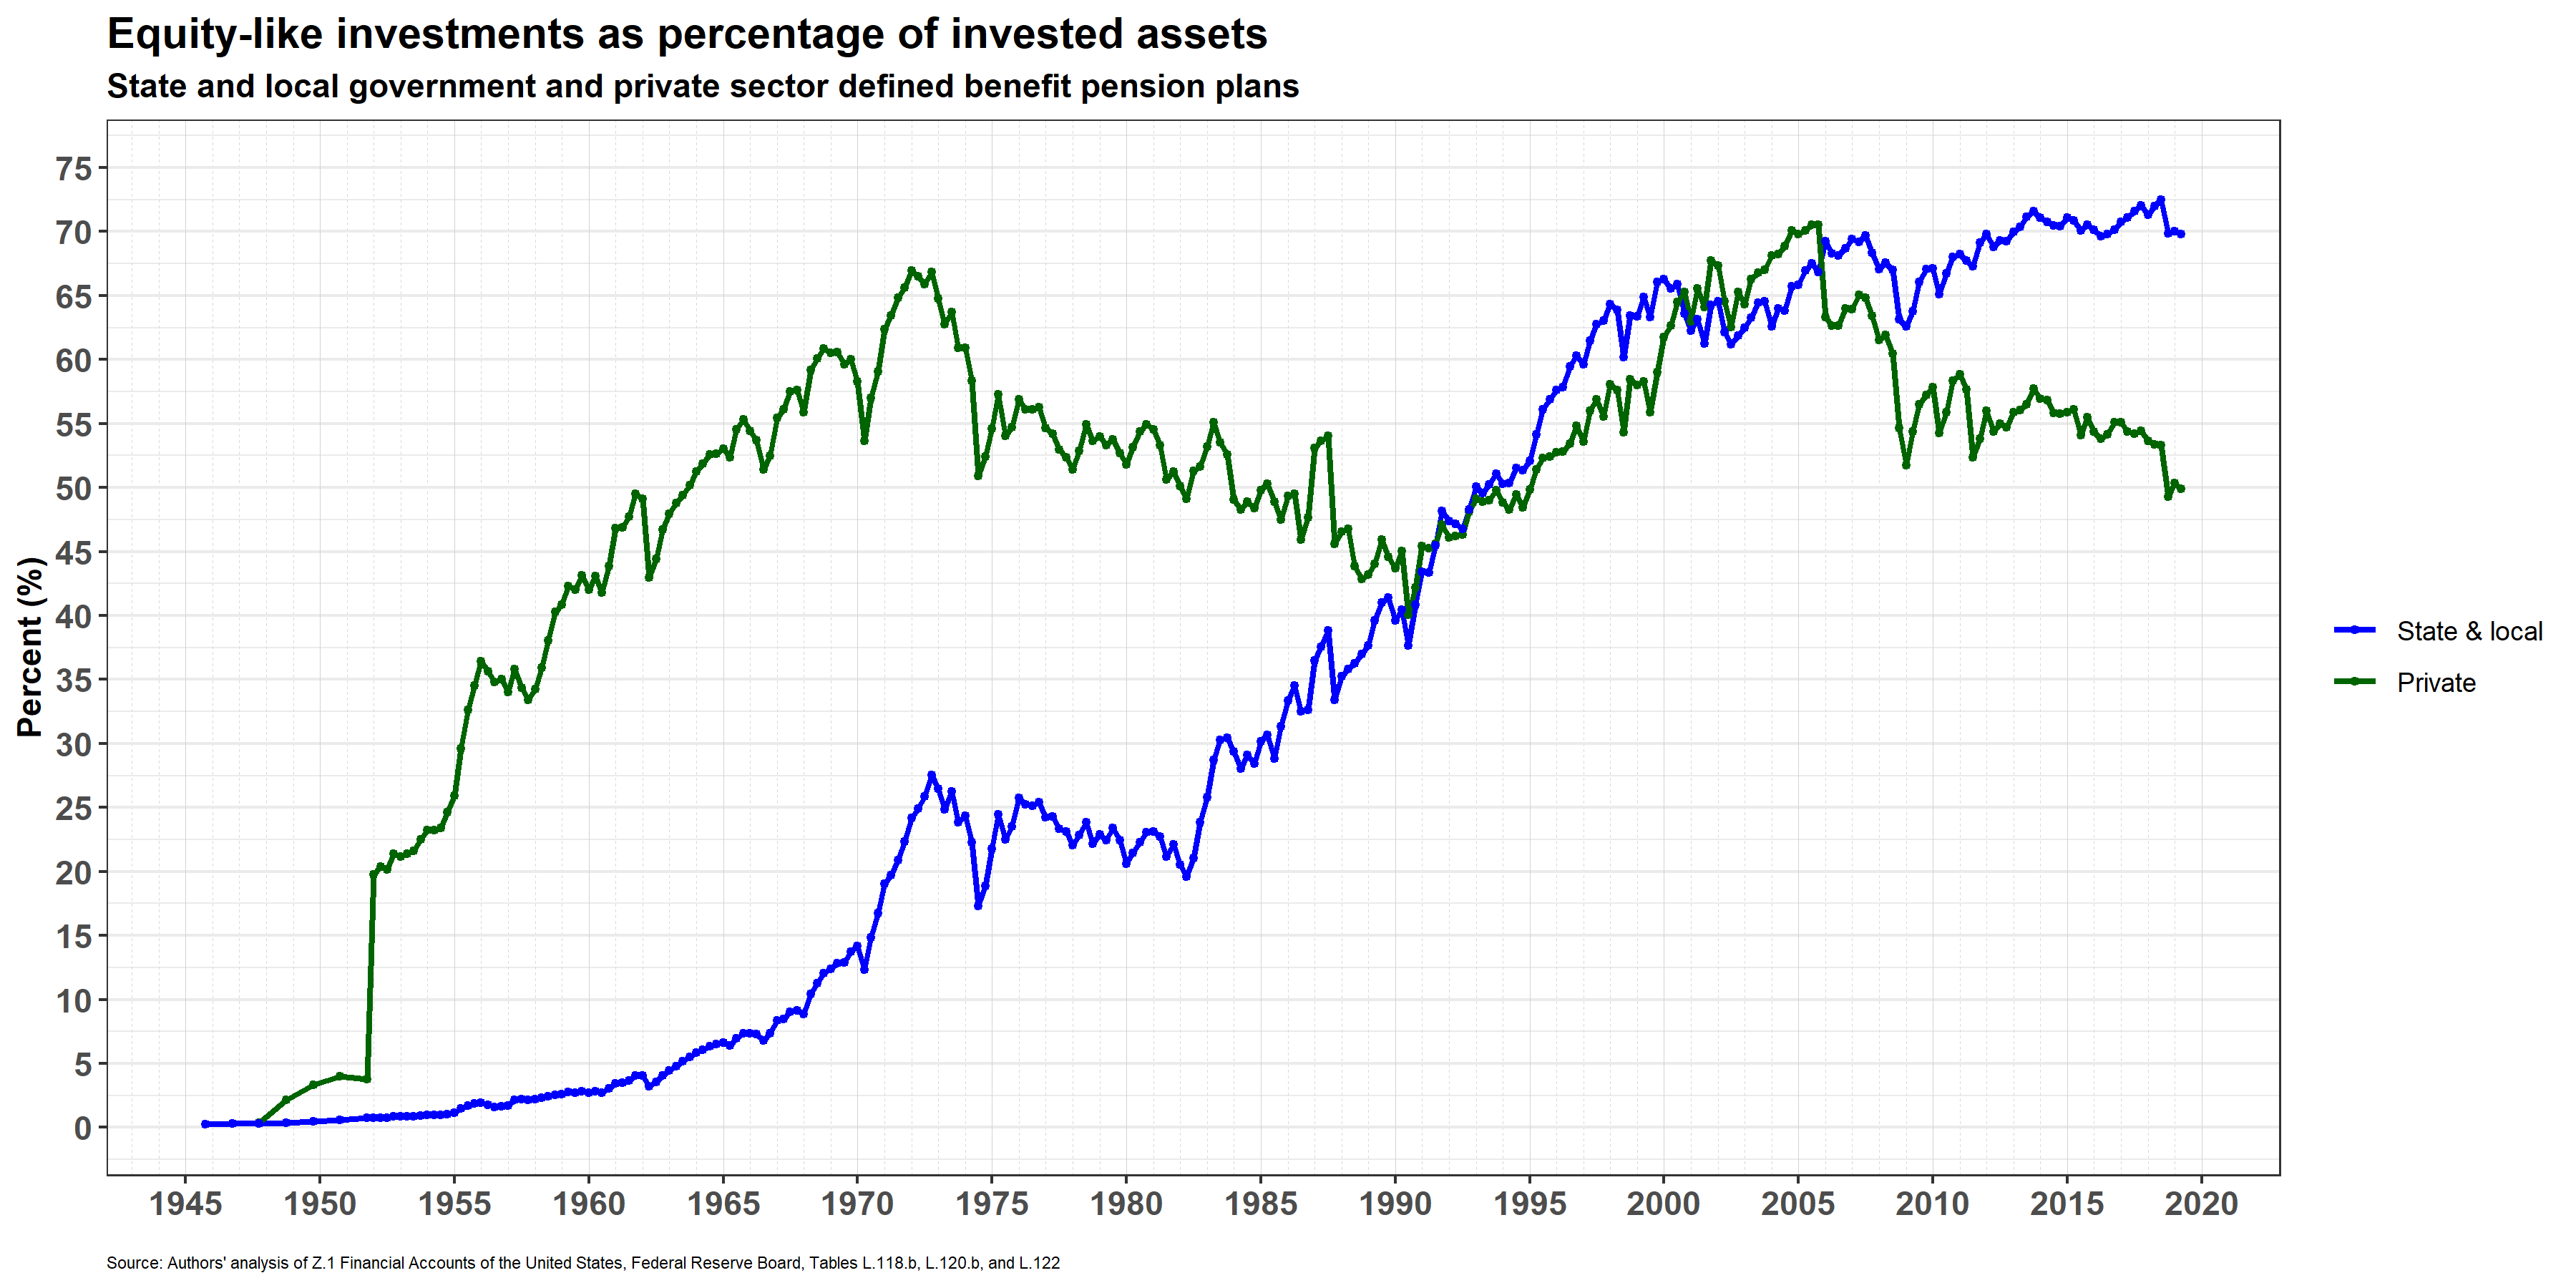 Equity-like investments as percentage of invested assets
State and local government and private sector defined benefit pension plans
Percent (%)
75
70
65
60
55
50
45
40
35
30
25
20
15
10
5
0
1945 1950 1955 1960 1965 1970 1975 1980 1985 1990 1995 2000 2005 2010 2015 2020
State & local
Private
Source: Authors' analysis of Z.1 Financial Accounts of the United States, Federal Reserve Board, Tables L.118.b, L.120.b, and L.122